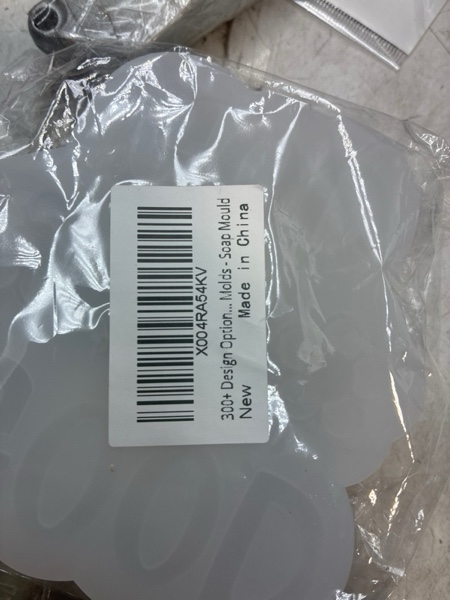 X004RA54KV
300+ Design Option... Molds - Soap Mould
New Made in China